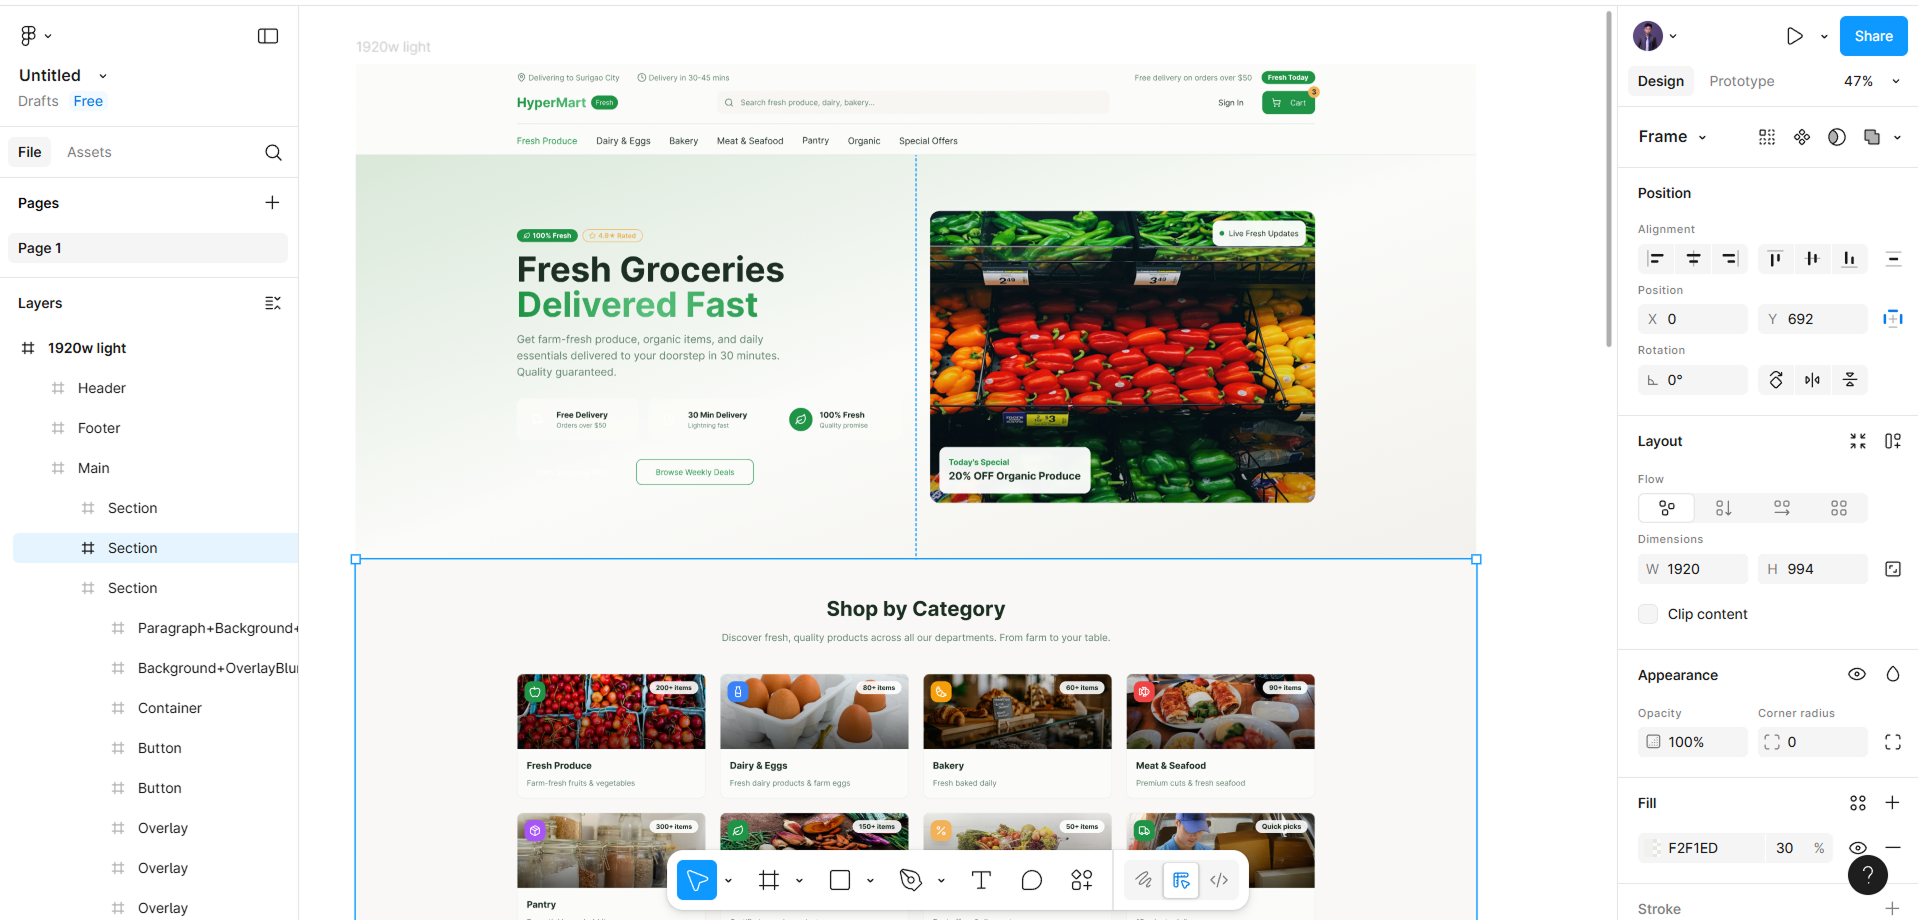 Untitled
Drafts Free
File Assets
Pages
Page 1
Layers
1920w light
Header
Footer
Main
Section
Section
Section
Paragraph+Background+
Background+OverlayBlu
Container
Button
Button
Overlay
Overlay
Overlay
1920w light
Delivering to Surigao City Delivery in 30-45 mins Free delivery on orders over $50 Fresh Today
HyperMart Fresh Search fresh produce, dairy, bakery... Sign In Cart 3
Fresh Produce Dairy & Eggs Bakery Meat & Seafood Pantry Organic Special Offers
100% Fresh 4.9★ Rated
Fresh Groceries
Delivered Fast
Get farm-fresh produce, organic items, and daily
essentials delivered to your doorstep in 30 minutes.
Quality guaranteed.
Free Delivery
Orders over $50
30 Min Delivery
Lightning fast
100% Fresh
Quality promise
Browse Weekly Deals
Live Fresh Updates
2.49
3.49
$3
Today's Special
20% OFF Organic Produce
Shop by Category
Discover fresh, quality products across all our departments. From farm to your table.
200+ items
Fresh Produce
Farm-fresh fruits & vegetables
80+ items
Dairy & Eggs
Fresh dairy products & farm eggs
60+ items
Bakery
Fresh baked daily
90+ items
Meat & Seafood
Premium cuts & fresh seafood
300+ items
Pantry
150+ items
50+ items
Quick picks
Share
Design Prototype 47%
Frame
Position
Alignment
Position
X 0 Y 692
Rotation
0°
Layout
Flow
Dimensions
W 1920 H 994
Clip content
Appearance
Opacity Corner radius
100% 0
Fill
F2F1ED 30 %
Stroke
?